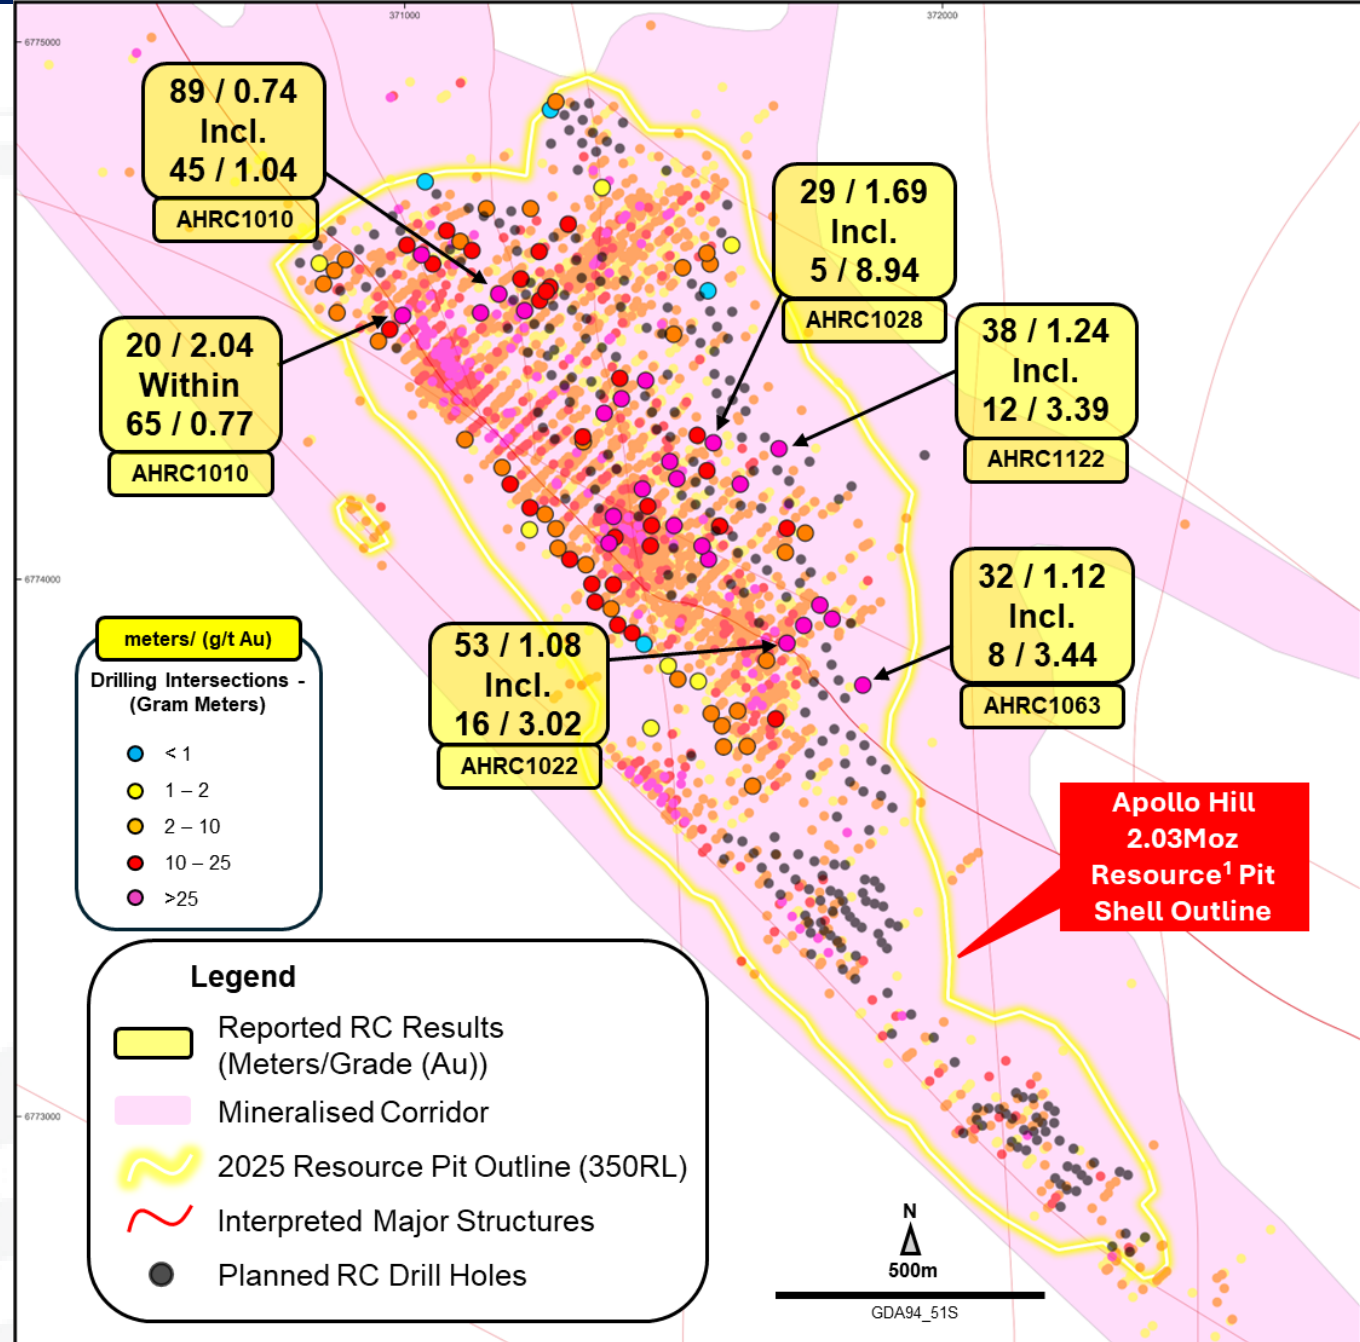 371000
372000
6775000
89 / 0.74
Incl.
45 / 1.04
AHRC1010
29 / 1.69
Incl.
5 / 8.94
AHRC1028
38 / 1.24
Incl.
12 / 3.39
AHRC1122
20 / 2.04
Within
65 / 0.77
AHRC1010
6774000
32 / 1.12
Incl.
8 / 3.44
AHRC1063
53 / 1.08
Incl.
16 / 3.02
AHRC1022
meters/ (g/t Au)
Drilling Intersections -
(Gram Meters)
< 1
1 – 2
2 – 10
10 – 25
>25
Apollo Hill
2.03Moz
Resource¹ Pit
Shell Outline
Legend
Reported RC Results
(Meters/Grade (Au))
Mineralised Corridor
2025 Resource Pit Outline (350RL)
Interpreted Major Structures
Planned RC Drill Holes
6773000
N
500m
GDA94_51S